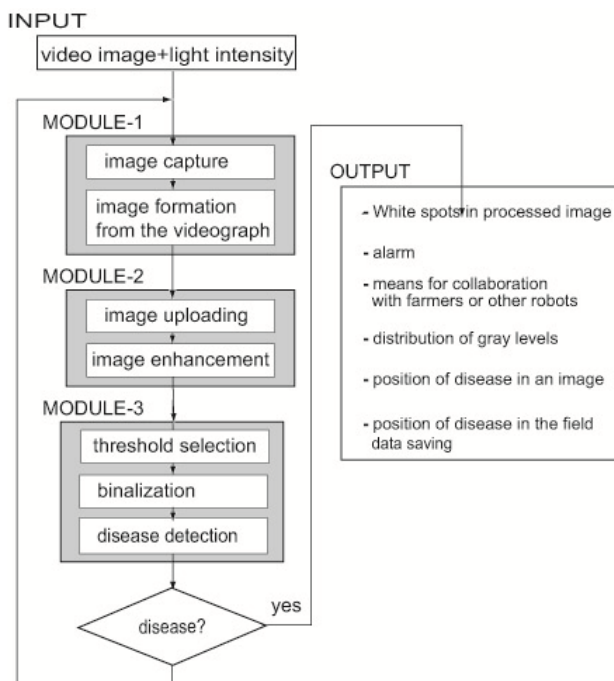 INPUT
video image+light intensity
MODULE-1
image capture
image formation
from the videograph
MODULE-2
image uploading
image enhancement
MODULE-3
threshold selection
binalization
disease detection
disease?
yes
OUTPUT
- White spots in processed image
- alarm
- means for collaboration
with farmers or other robots
- distribution of gray levels
- position of disease in an image
- position of disease in the field
data saving